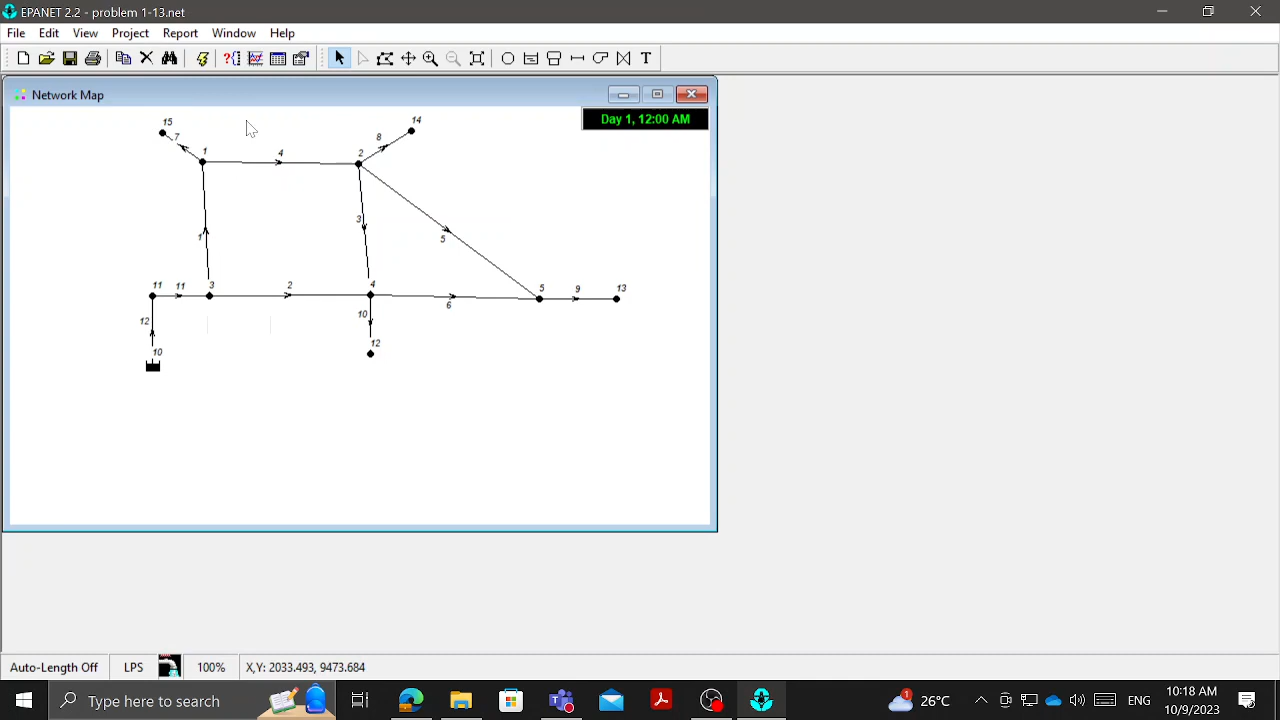 EPANET 2.2 - problem 1-13.net
File Edit View Project Report Window Help
T
Network Map
Day 1, 12:00 AM
15 14
7 8
1 4 2
3
1 5
11 11 3 2 4 5 9 13
6
12 10
10 12
Auto-Length Off LPS 100% X,Y: 2033.493, 9473.684
Type here to search
1 26°C ENG 10:18 AM
10/9/2023